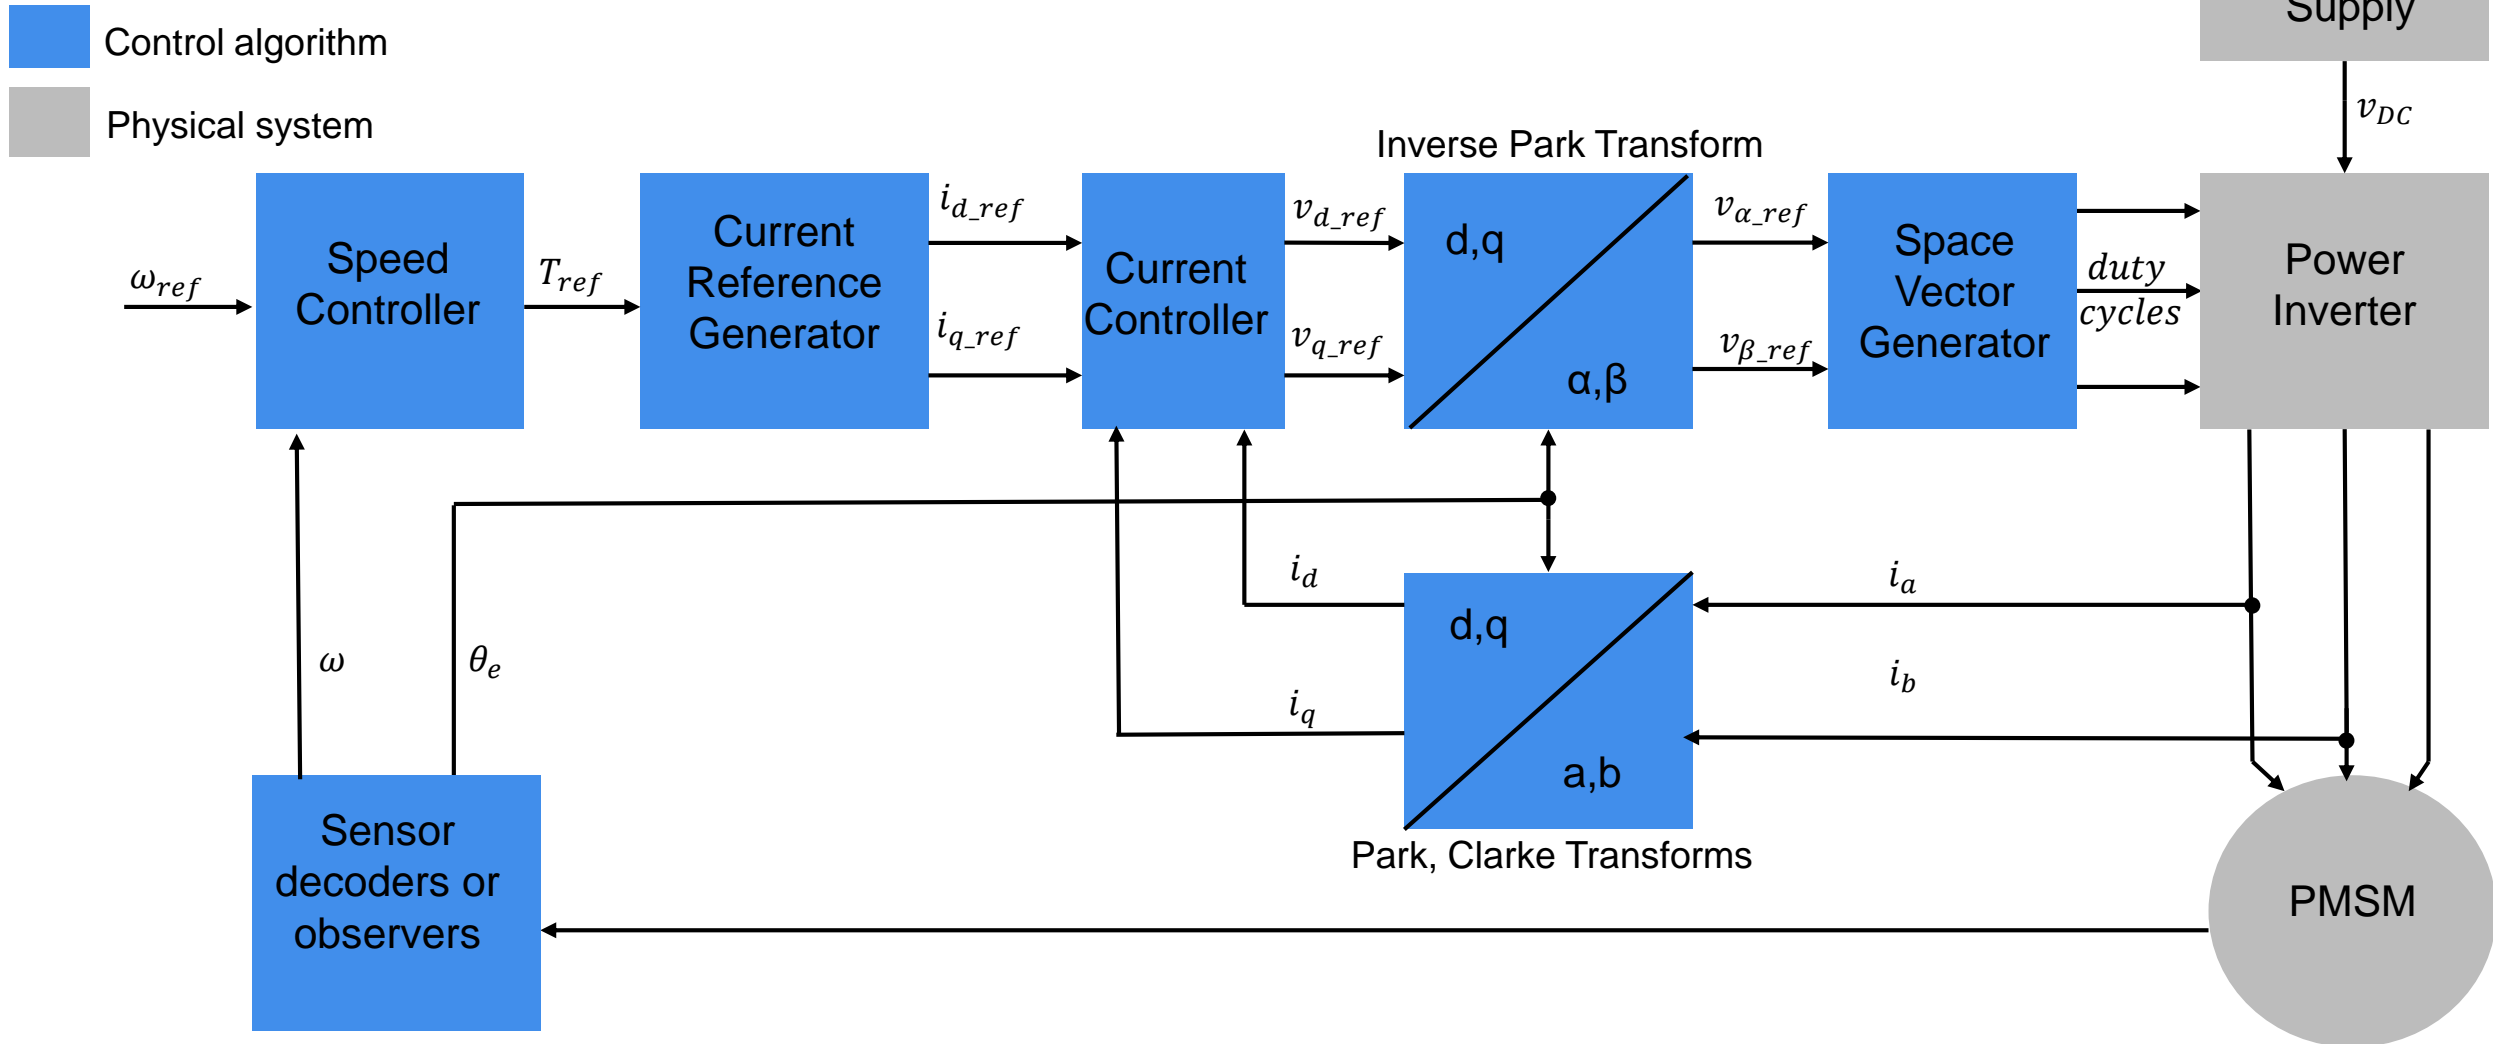 Supply
Control algorithm
Physical system
v_DC
Inverse Park Transform
ω_ref
Speed
Controller
T_ref
Current
Reference
Generator
i_d_ref
i_q_ref
Current
Controller
v_d_ref
v_q_ref
d,q
α,β
v_α_ref
v_β_ref
Space
Vector
Generator
duty
cycles
Power
Inverter
i_d
i_q
d,q
a,b
i_a
i_b
ω
θ_e
Park, Clarke Transforms
Sensor
decoders or
observers
PMSM